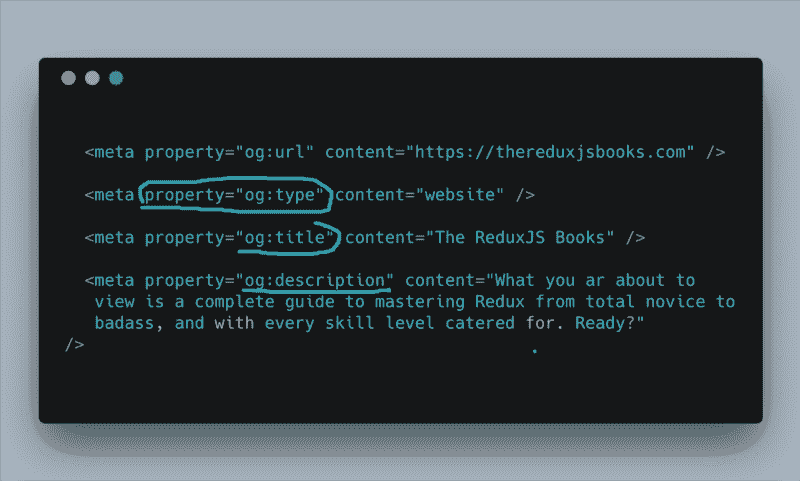 <meta property="og:url" content="https://thereduxjsbooks.com" />
<meta property="og:type" content="website" />
<meta property="og:title" content="The ReduxJS Books" />
<meta property="og:description" content="What you ar about to
view is a complete guide to mastering Redux from total novice to
badass, and with every skill level catered for. Ready?"
/>